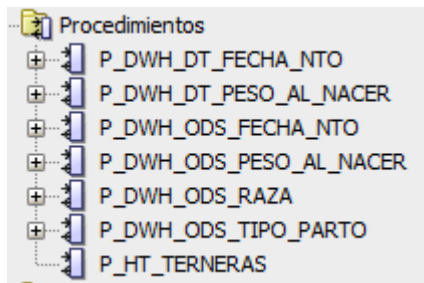 Procedimientos
P_DWH_DT_FECHA_NTO
P_DWH_DT_PESO_AL_NACER
P_DWH_ODS_FECHA_NTO
P_DWH_ODS_PESO_AL_NACER
P_DWH_ODS_RAZA
P_DWH_ODS_TIPO_PARTO
P_HT_TERNERAS